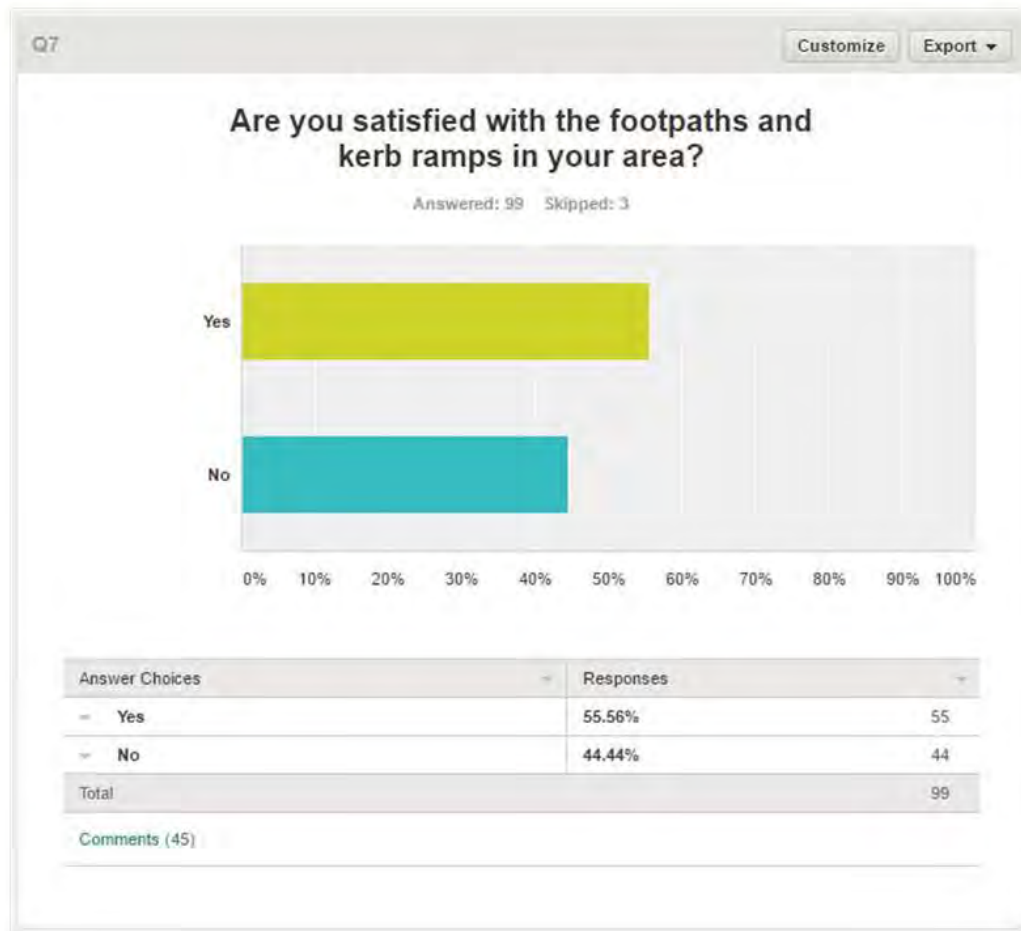 Q7
Customize
Export
Are you satisfied with the footpaths and
kerb ramps in your area?
Answered: 99 Skipped: 3
Yes
No
0% 10% 20% 30% 40% 50% 60% 70% 80% 90% 100%
Answer Choices Responses
Yes 55.56% 55
No 44.44% 44
Total 99
Comments (45)